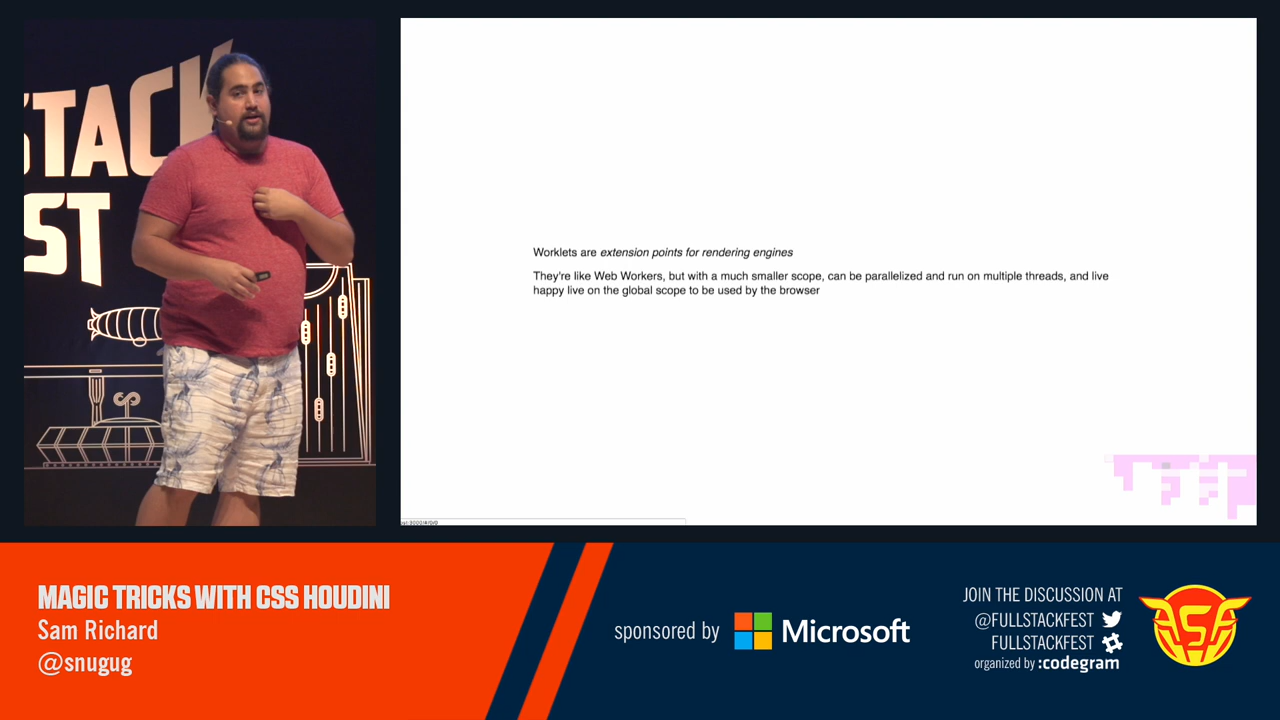 STACK
ST
Worklets are extension points for rendering engines
They're like Web Workers, but with a much smaller scope, can be parallelized and run on multiple threads, and live
happy live on the global scope to be used by the browser
MAGIC TRICKS WITH CSS HOUDINI
Sam Richard
@snugug
sponsored by Microsoft
JOIN THE DISCUSSION AT
@FULLSTACKFEST
FULLSTACKFEST
organized by :codegram
FSF